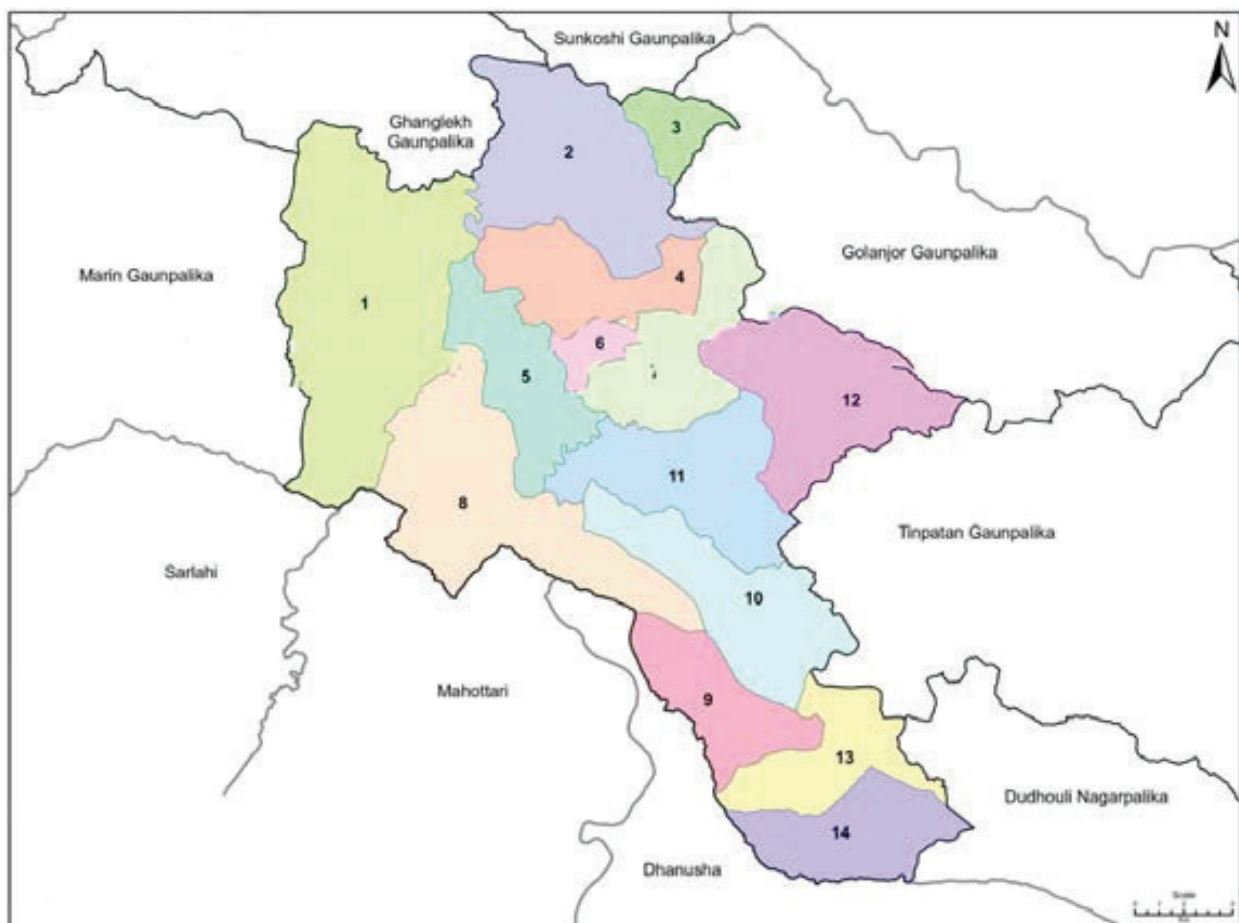 Sunkoshi Gaunpalika
N
Ghanglekh
Gaunpalika
2
3
Marin Gaunpalika
1
4
Golanjor Gaunpalika
6
5
12
11
8
Tinpatan Gaunpalika
Sarlahi
10
Mahottari
9
13
Dudhouli Nagarpalika
14
Dhanusha
Scale